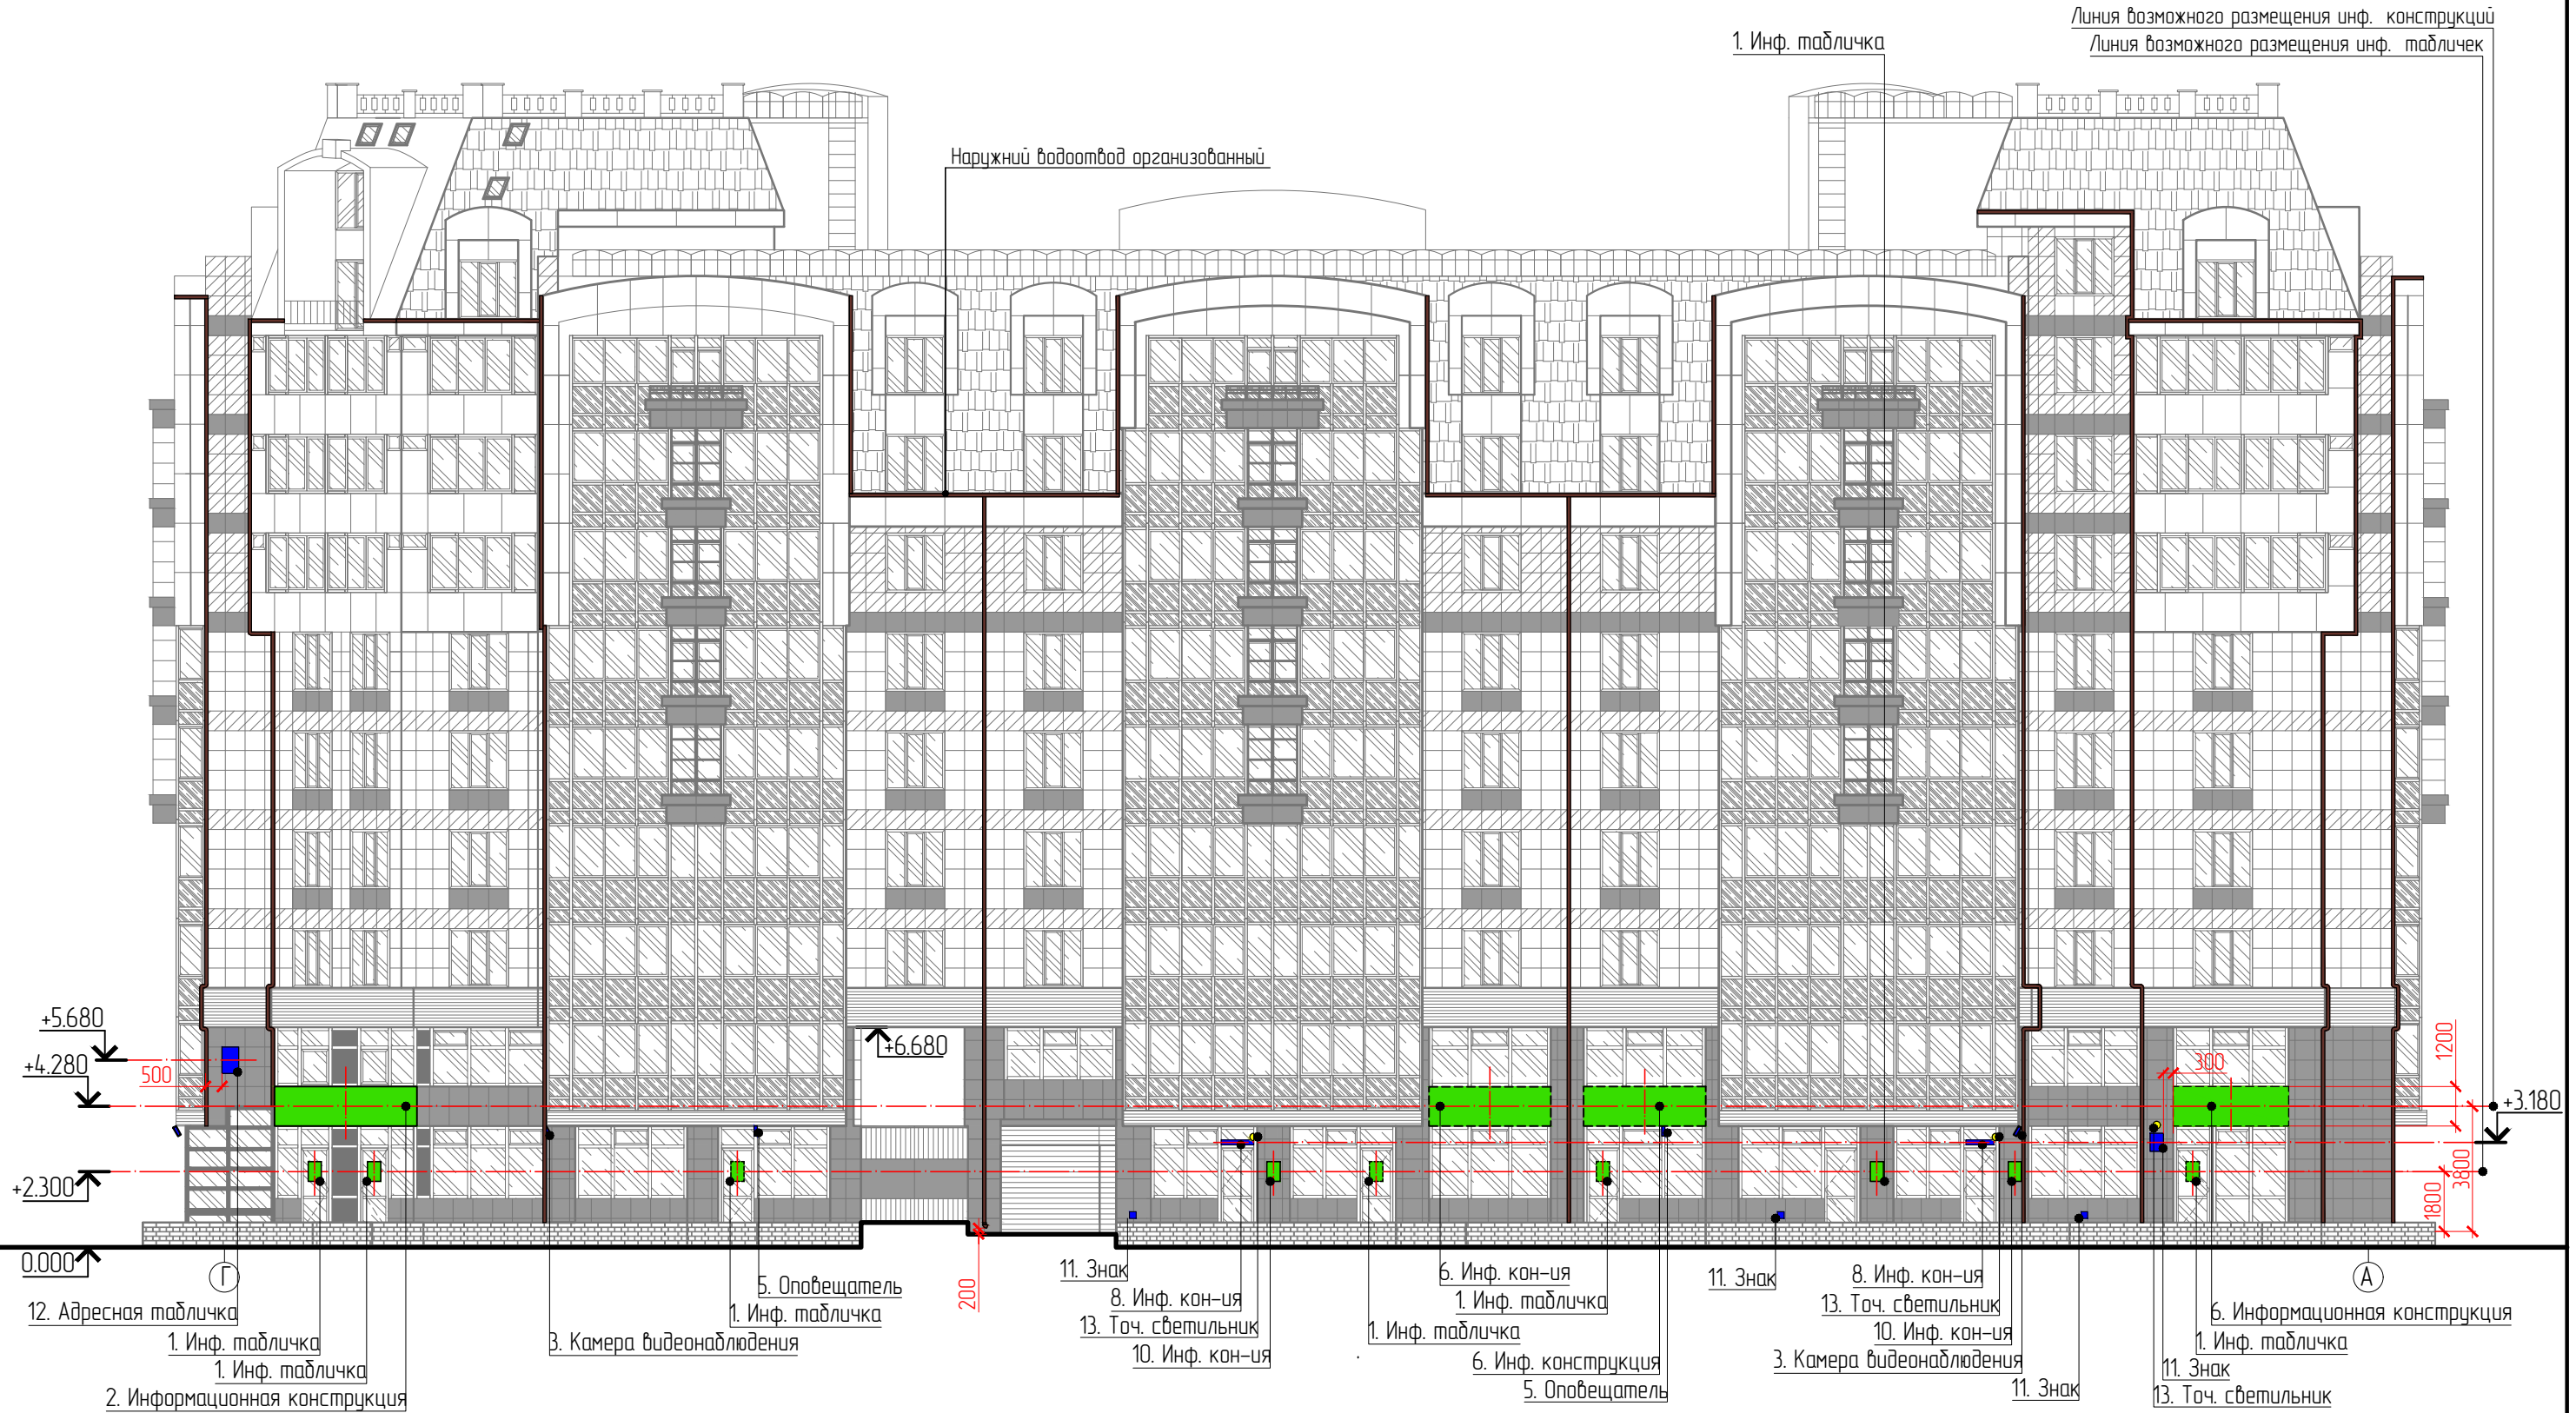 Линия возможного размещения инф. конструкций
1. Инф. табличка
Линия возможного размещения инф. табличек
Наружний водоотвод организованный
+5.680
+6.680
+4.280
500
300
1200
+3.180
+2.300
3800
1800
0.000
Г
А
200
11. Знак
5. Оповещатель
6. Инф. кон-ия
11. Знак
8. Инф. кон-ия
12. Адресная табличка
1. Инф. табличка
8. Инф. кон-ия
1. Инф. табличка
13. Точ. светильник
6. Информационная конструкция
1. Инф. табличка
3. Камера видеонаблюдения
13. Точ. светильник
1. Инф. табличка
10. Инф. кон-ия
1. Инф. табличка
1. Инф. табличка
10. Инф. кон-ия
6. Инф. конструкция
3. Камера видеонаблюдения
11. Знак
2. Информационная конструкция
5. Оповещатель
11. Знак
13. Точ. светильник